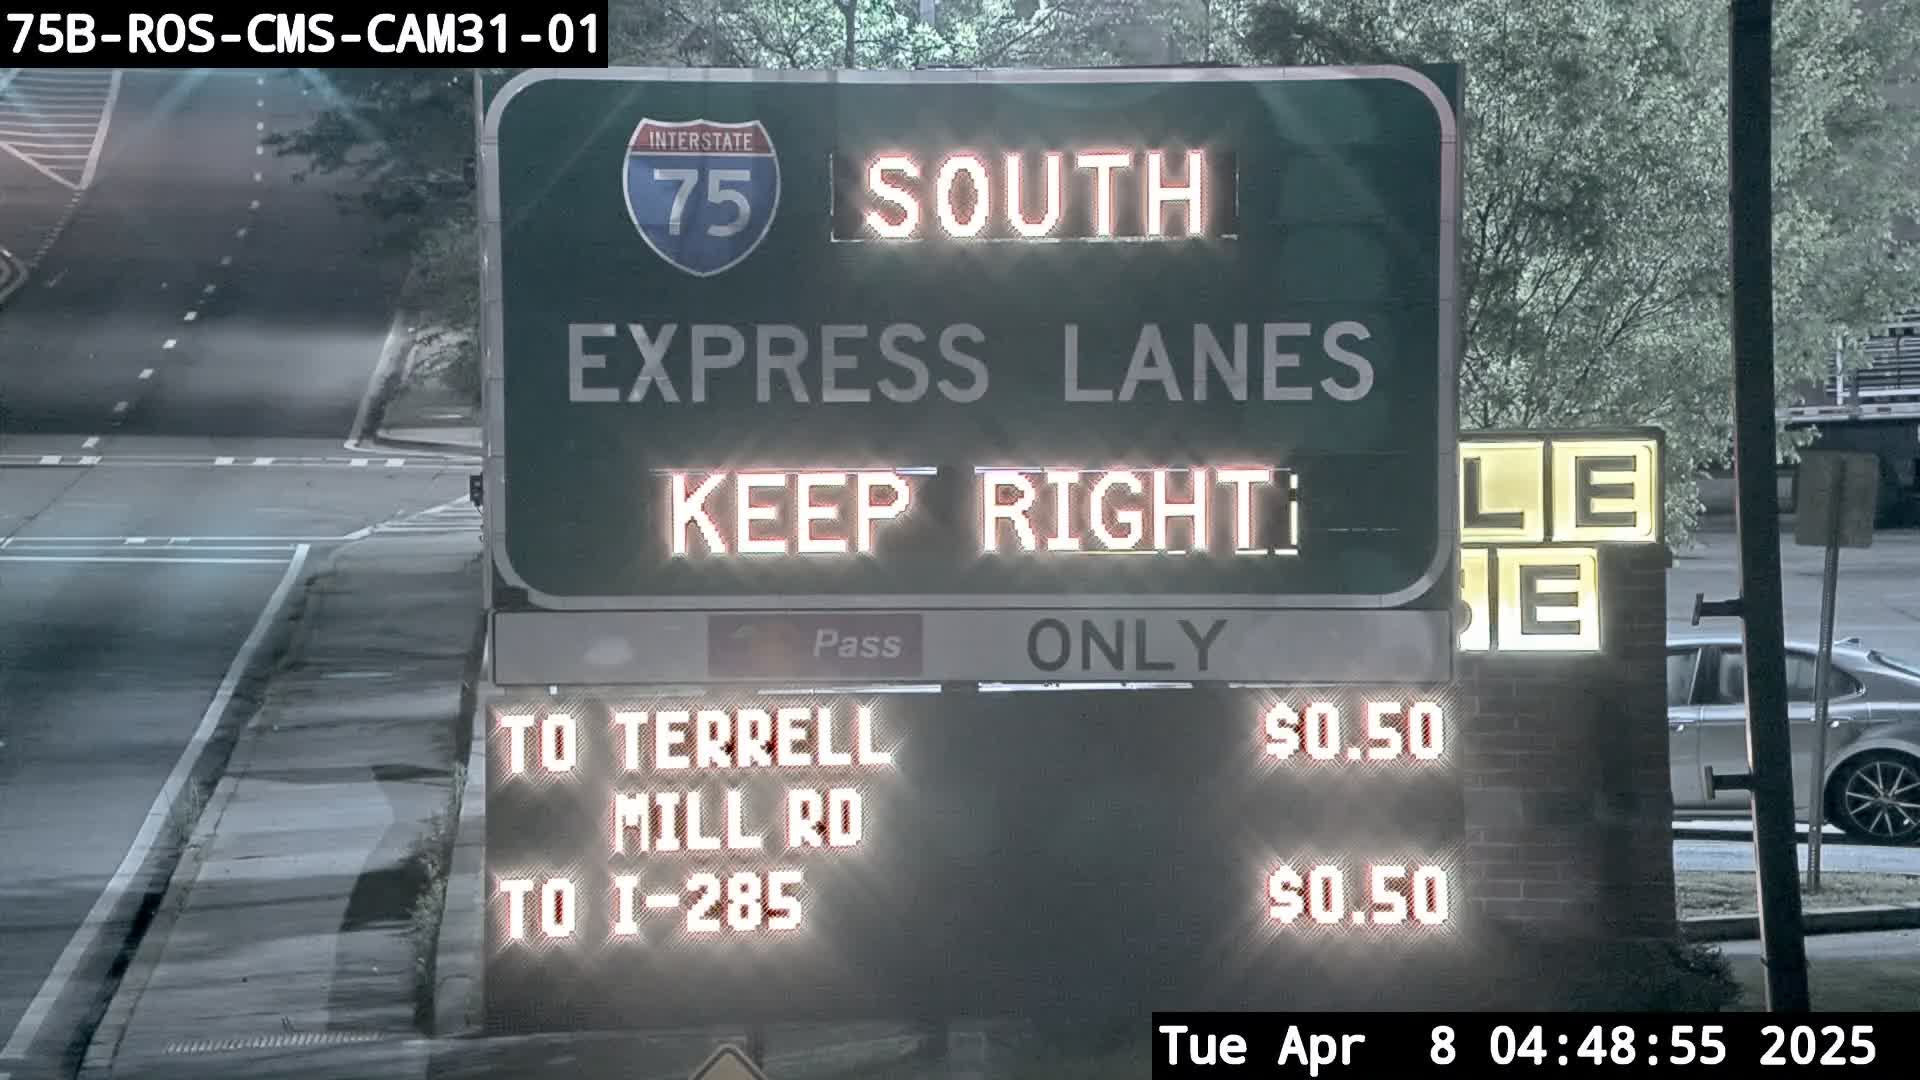 75B-ROS-CMS-CAM31-01
INTERSTATE
75
SOUTH
EXPRESS LANES
KEEP RIGHT
Pass ONLY
TO TERRELL $0.50
MILL RD
TO I-285 $0.50
LE
E
Tue Apr 8 04:48:55 2025